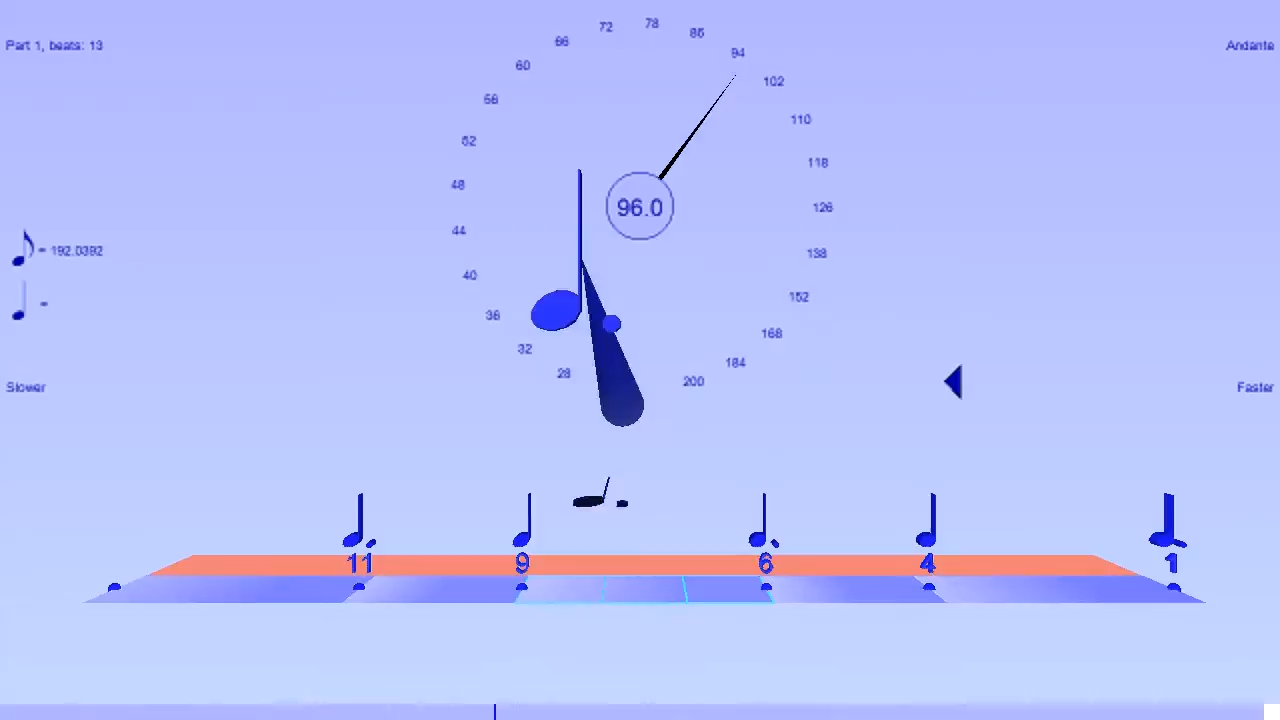 72 78 86
66 94
60 102
56 110
52 118
48 126
44 138
40 152
36 168
32 184
28 200
96.0
Part 1, beats: 13
Andante
= 192.0392
=
Slower
Faster
11 9 6 4 1